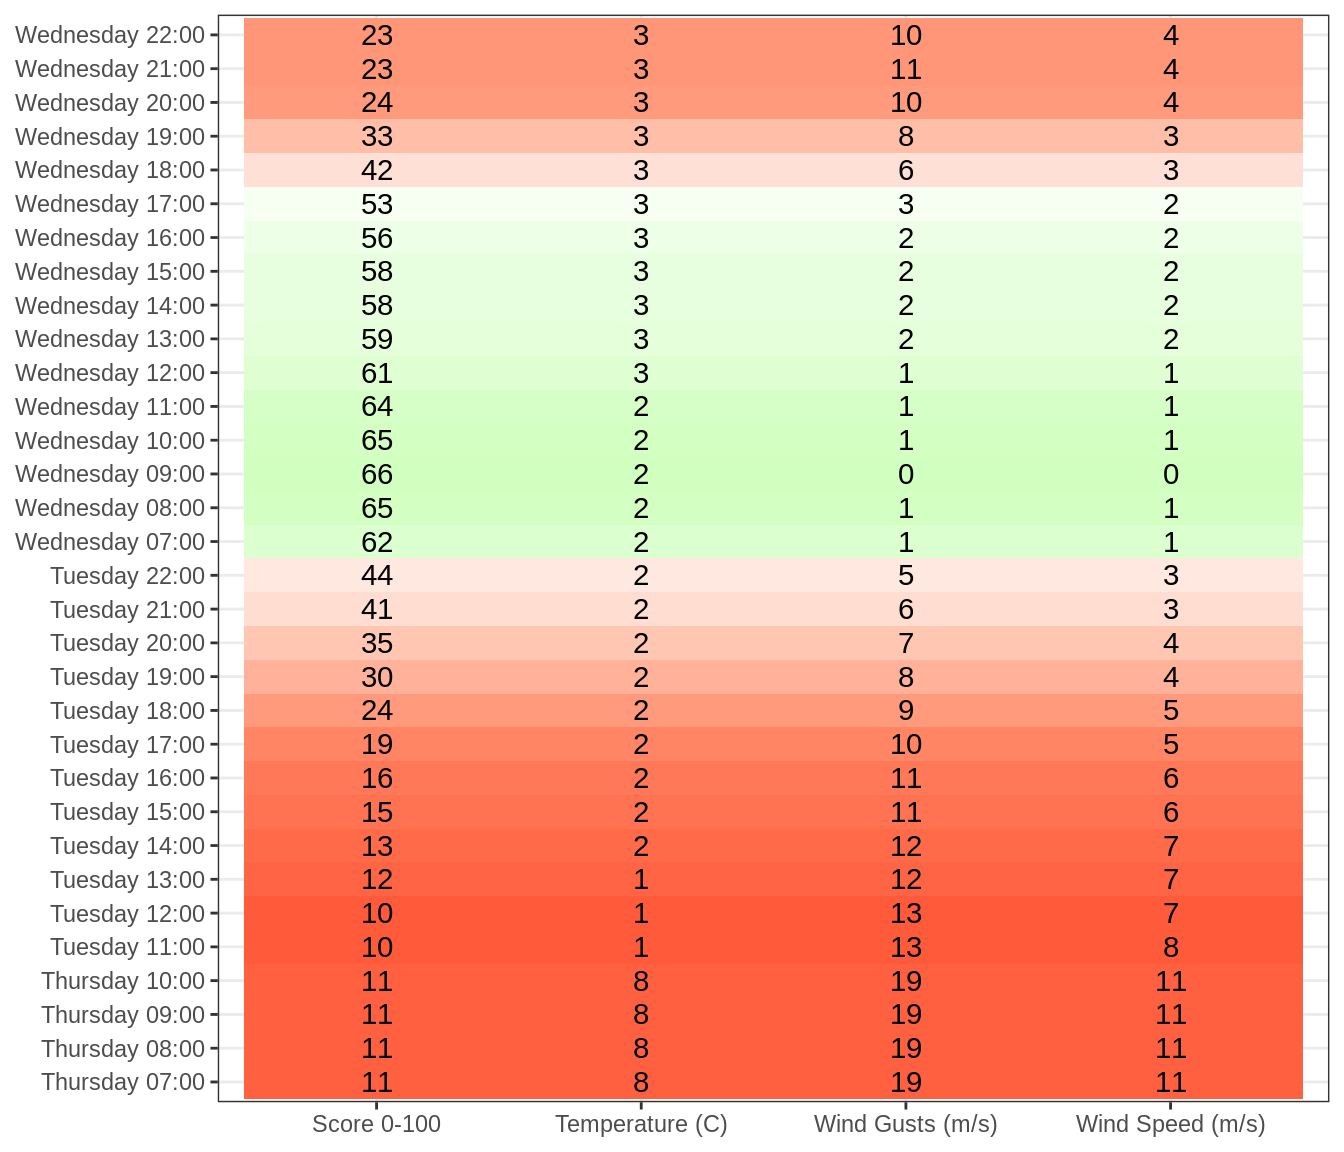 Wednesday 22:00 23 3 10 4
Wednesday 21:00 23 3 11 4
Wednesday 20:00 24 3 10 4
Wednesday 19:00 33 3 8 3
Wednesday 18:00 42 3 6 3
Wednesday 17:00 53 3 3 2
Wednesday 16:00 56 3 2 2
Wednesday 15:00 58 3 2 2
Wednesday 14:00 58 3 2 2
Wednesday 13:00 59 3 2 2
Wednesday 12:00 61 3 1 1
Wednesday 11:00 64 2 1 1
Wednesday 10:00 65 2 1 1
Wednesday 09:00 66 2 0 0
Wednesday 08:00 65 2 1 1
Wednesday 07:00 62 2 1 1
Tuesday 22:00 44 2 5 3
Tuesday 21:00 41 2 6 3
Tuesday 20:00 35 2 7 4
Tuesday 19:00 30 2 8 4
Tuesday 18:00 24 2 9 5
Tuesday 17:00 19 2 10 5
Tuesday 16:00 16 2 11 6
Tuesday 15:00 15 2 11 6
Tuesday 14:00 13 2 12 7
Tuesday 13:00 12 1 12 7
Tuesday 12:00 10 1 13 7
Tuesday 11:00 10 1 13 8
Thursday 10:00 11 8 19 11
Thursday 09:00 11 8 19 11
Thursday 08:00 11 8 19 11
Thursday 07:00 11 8 19 11
Score 0-100 Temperature (C) Wind Gusts (m/s) Wind Speed (m/s)